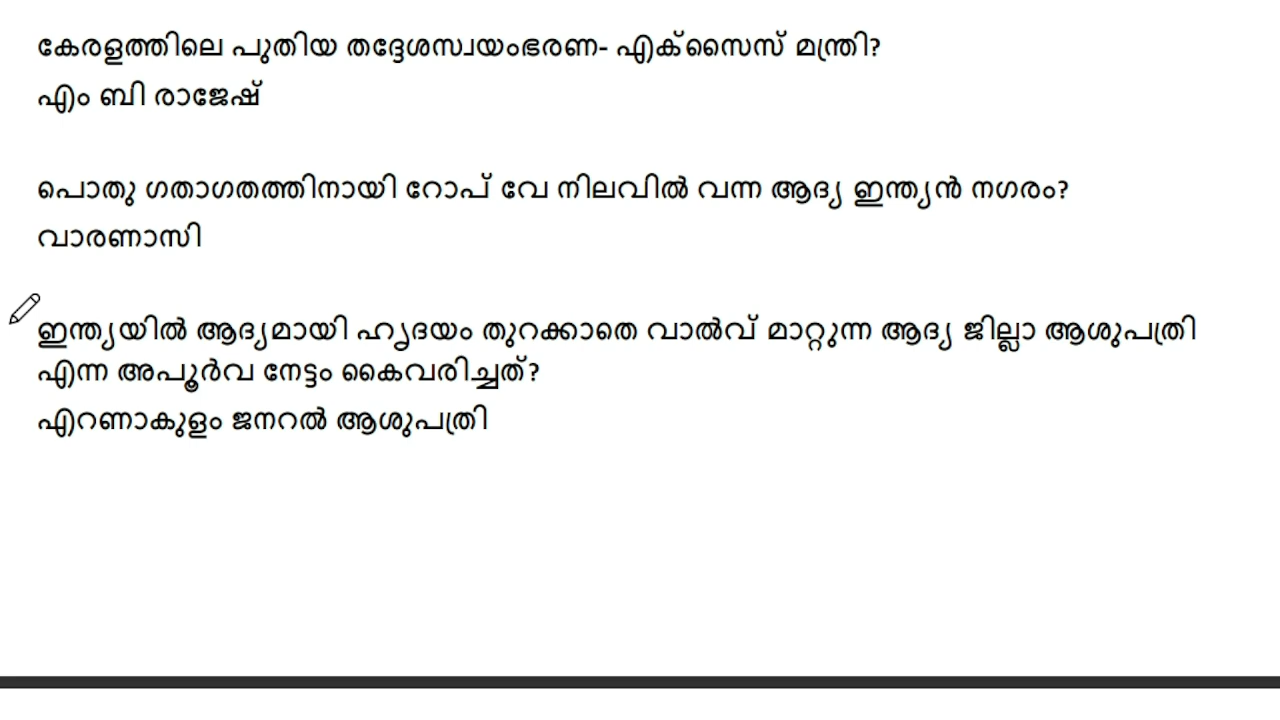 കേരളത്തിലെ പുതിയ തദ്ദേശസ്വയംഭരണ- എക്സൈസ് മന്ത്രി?
എം ബി രാജേഷ്
പൊതു ഗതാഗതത്തിനായി റോപ് വേ നിലവിൽ വന്ന ആദ്യ ഇന്ത്യൻ നഗരം?
വാരണാസി
ഇന്ത്യയിൽ ആദ്യമായി ഹൃദയം തുറക്കാതെ വാൽവ് മാറ്റുന്ന ആദ്യ ജില്ലാ ആശുപത്രി
എന്ന അപൂർവ നേട്ടം കൈവരിച്ചത്?
എറണാകുളം ജനറൽ ആശുപത്രി